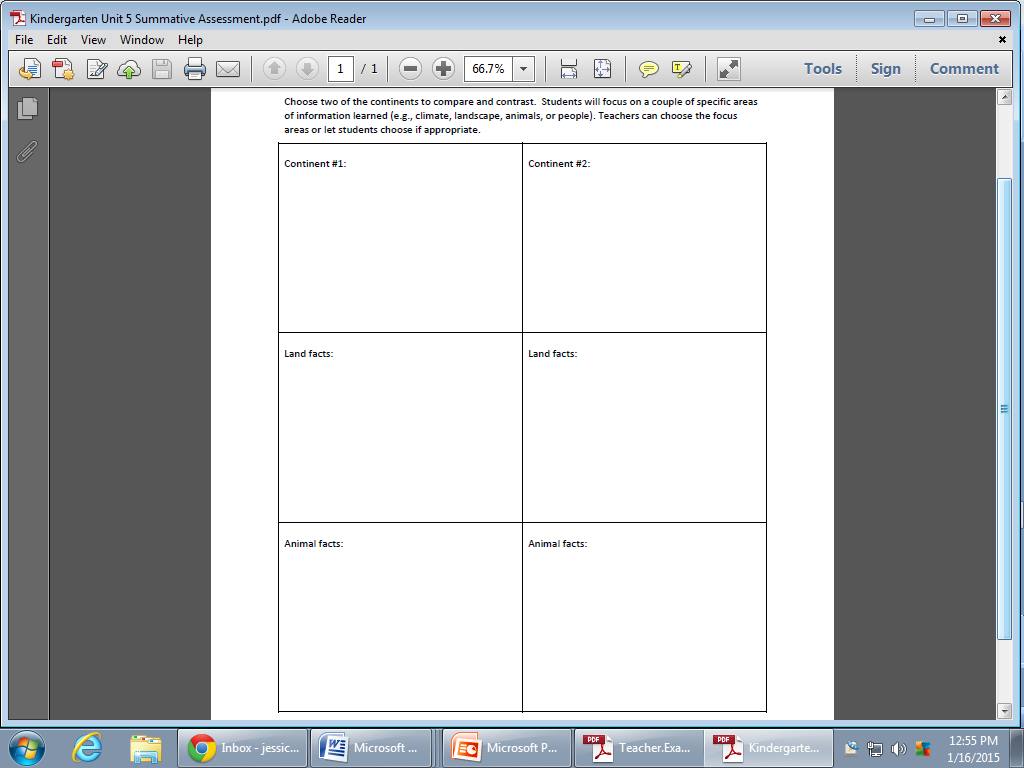 Kindergarten Unit 5 Summative Assessment.pdf - Adobe Reader
File Edit View Window Help
1 / 1 66.7% Tools Sign Comment
Choose two of the continents to compare and contrast. Students will focus on a couple of specific areas
of information learned (e.g., climate, landscape, animals, or people). Teachers can choose the focus
areas or let students choose if appropriate.
Continent #1: Continent #2:
Land facts: Land facts:
Animal facts: Animal facts:
Inbox - jessic... Microsoft ... Microsoft P... Teacher.Exa... Kindergarte... 12:55 PM
1/16/2015